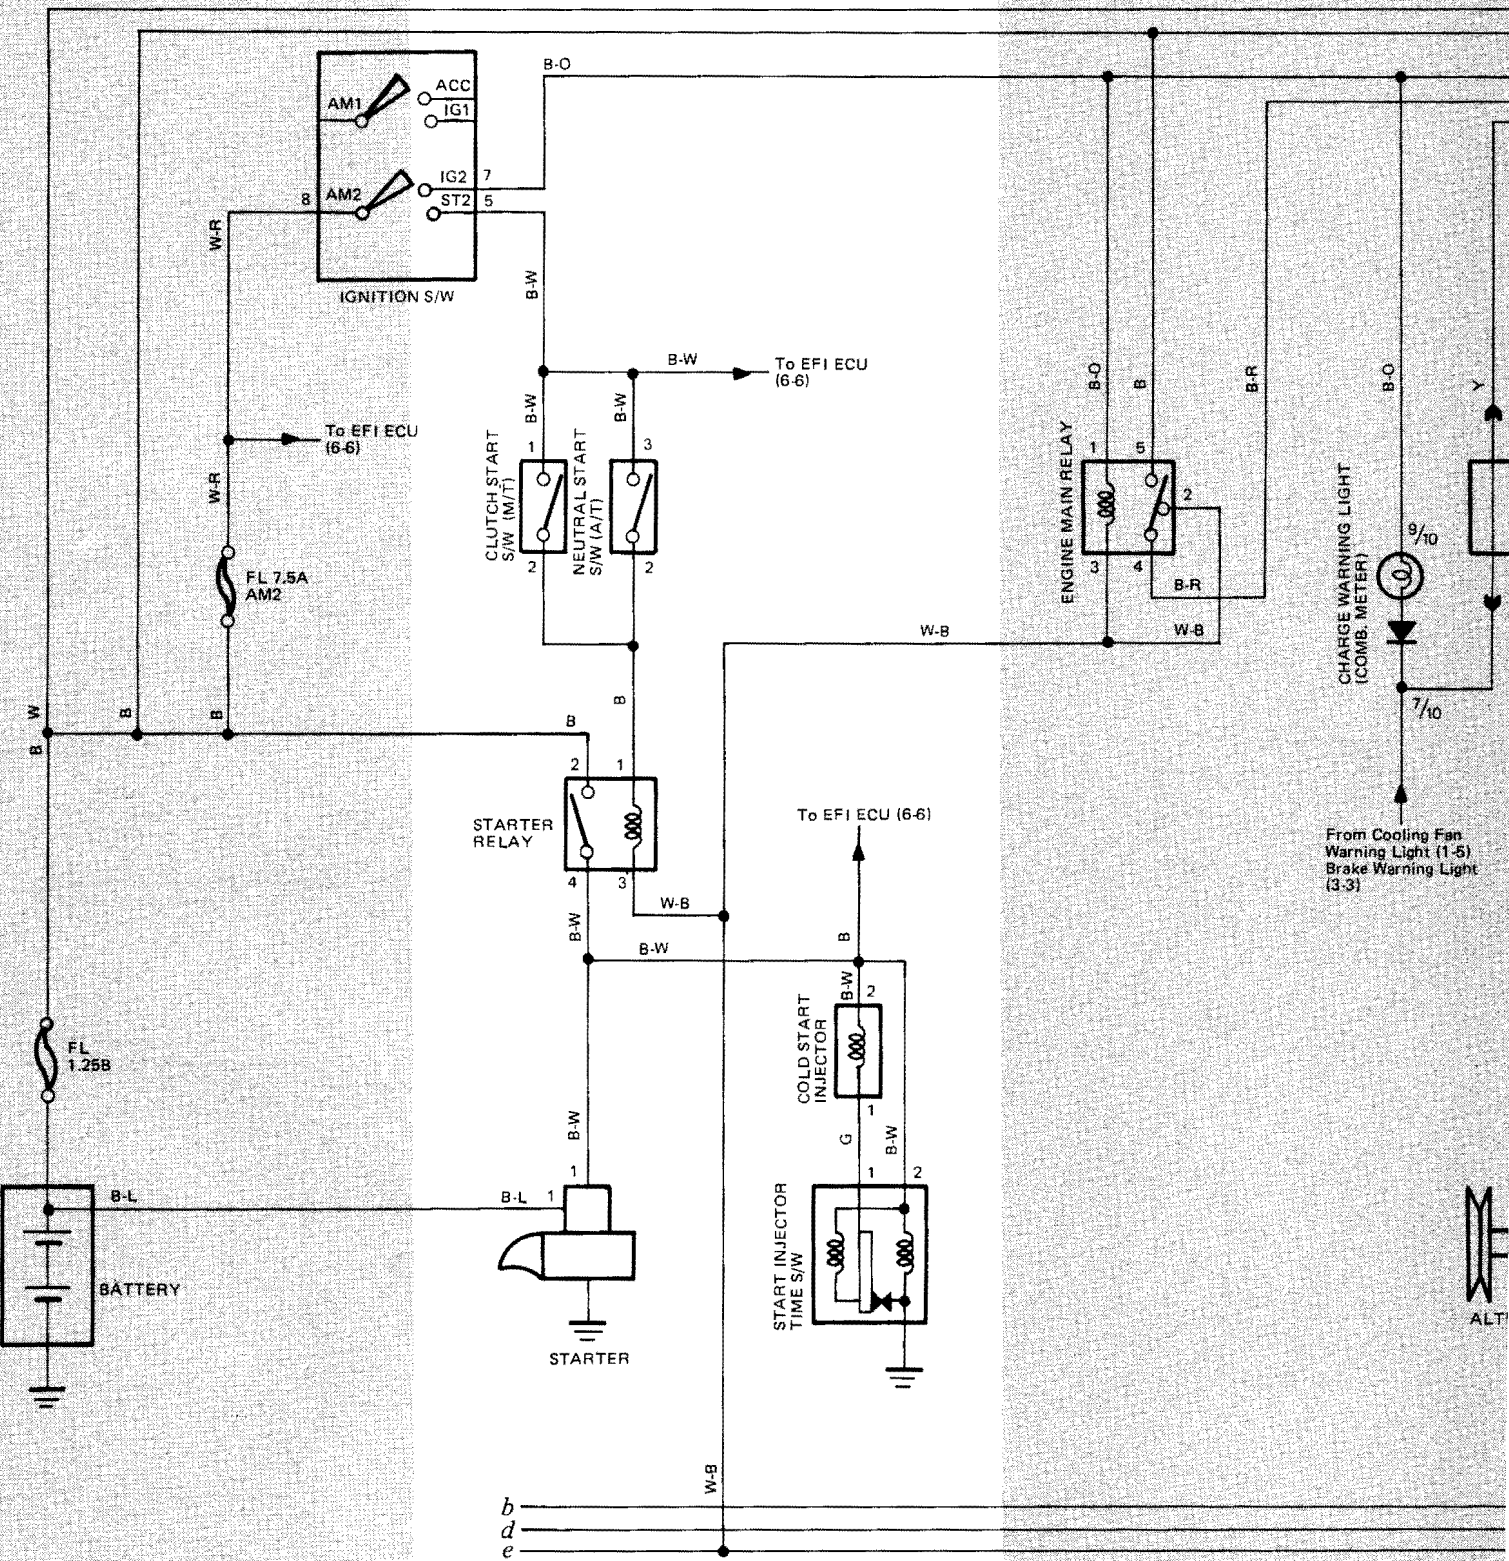 B-O
ACC
AM1
IG1
IG2 7
8 AM2
ST2 5
W-R
IGNITION S/W
B-W
B-W
To EFI ECU
(6-6)
B-O
B
B-R
B-O
Y
B-W
B-W
To EFI ECU
(6-6)
1
3
1
5
CLUTCH START
S/W (M/T)
NEUTRAL START
S/W (A/T)
ENGINE MAIN RELAY
CHARGE WARNING LIGHT
(COMB. METER)
W-R
2
9/10
2
2
3
4
FL 7.5A
AM2
B-R
W-B
W-B
7/10
W
B
B
B
B
B
B
2
1
STARTER
RELAY
To EFI ECU (6-6)
From Cooling Fan
Warning Light (1-5)
Brake Warning Light
(3-3)
4
3
W-B
B-W
B-W
B
B-W
2
COLD START
INJECTOR
FL
1.25B
1
B-W
G
B-W
1
1
2
B-L
B-L 1
START INJECTOR
TIME S/W
BATTERY
ALT
STARTER
W-B
b
d
e